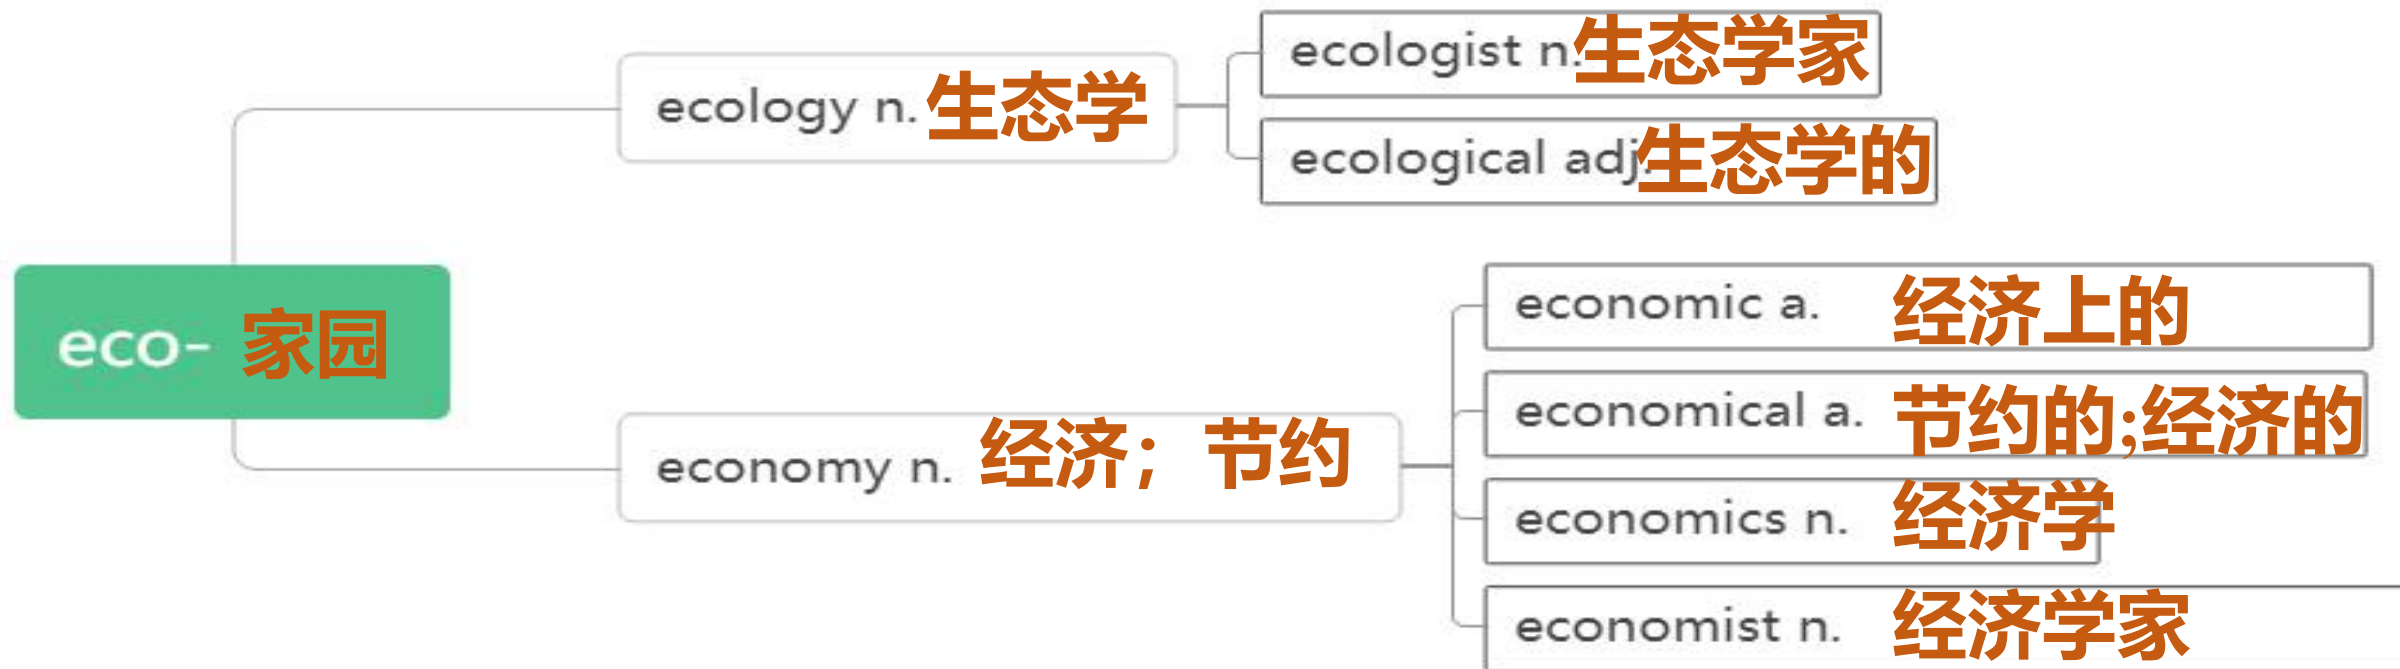 ecologist n.生态学家
ecology n.生态学
ecological adj.生态学的
economic a. 经济上的
eco- 家园
economical a. 节约的;经济的
economy n. 经济；节约
economics n. 经济学
economist n. 经济学家